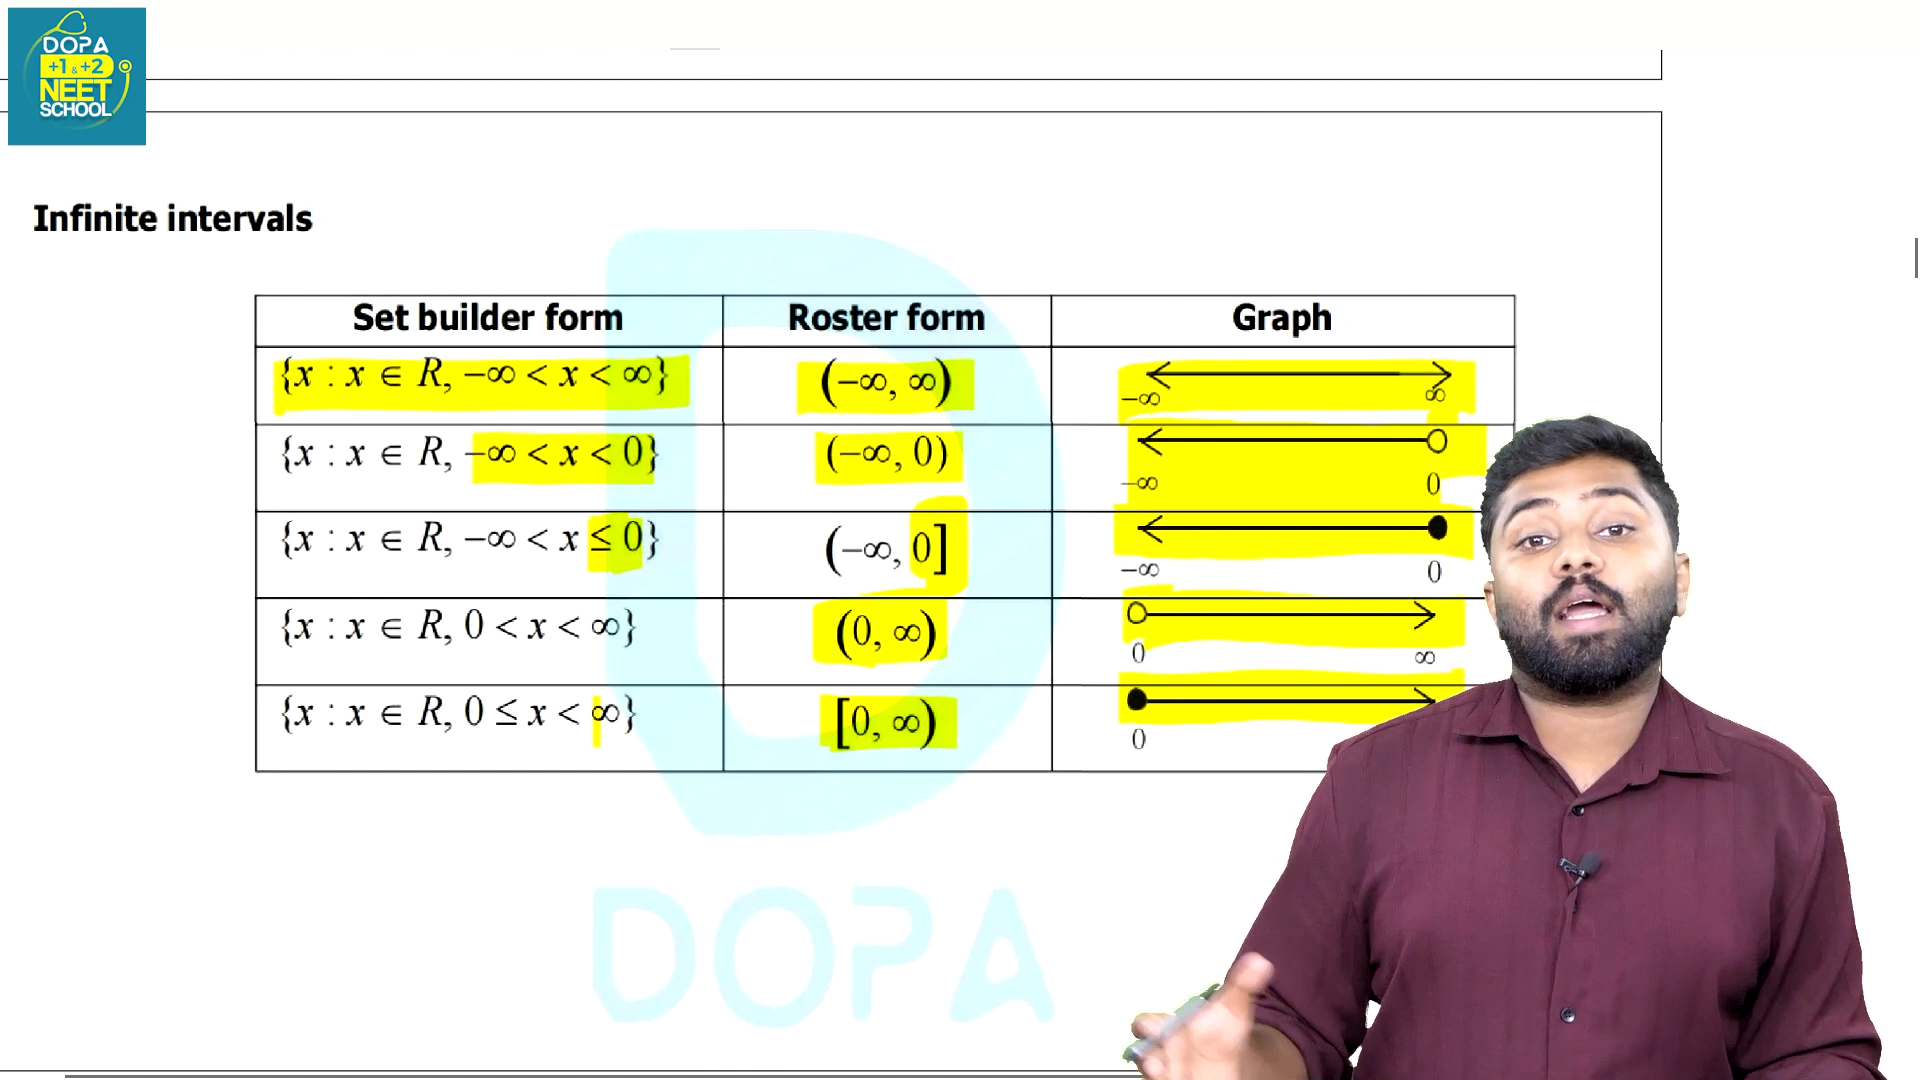 DOPA
+1 & +2
NEET
SCHOOL
Infinite intervals
Set builder form Roster form Graph
{x : x ∈ R, −∞ < x < ∞} (−∞, ∞) −∞ ∞
{x : x ∈ R, −∞ < x < 0} (−∞, 0) −∞ 0
{x : x ∈ R, −∞ < x ≤ 0} (−∞, 0] −∞ 0
{x : x ∈ R, 0 < x < ∞} (0, ∞) 0 ∞
{x : x ∈ R, 0 ≤ x < ∞} [0, ∞) 0
DOPA